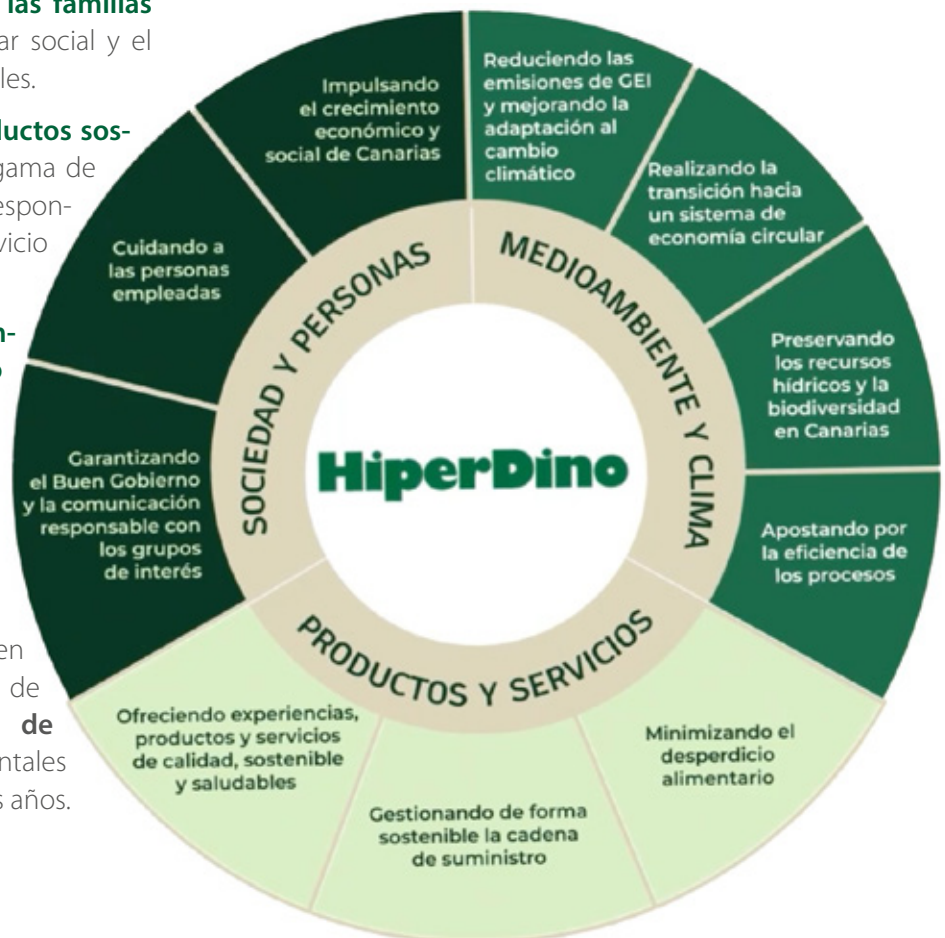 las familias
ar social y el
les.
ductos sos-
gama de
espon-
vicio
n-
o
en
de
de
ntales
s años.
Impulsando
el crecimiento
económico y
social de Canarias
Reduciendo las
emisiones de GEI
y mejorando la
adaptación al
cambio
climático
Realizando la
transición hacia
un sistema de
economía circular
Cuidando a
las personas
empleadas
SOCIEDAD Y PERSONAS
MEDIOAMBIENTE Y CLIMA
Preservando
los recursos
hídricos y la
biodiversidad
en Canarias
Garantizando
el Buen Gobierno
y la comunicación
responsable con
los grupos
de interés
HiperDino
Apostando por
la eficiencia de
los procesos
PRODUCTOS Y SERVICIOS
Ofreciendo experiencias,
productos y servicios
de calidad, sostenible
y saludables
Gestionando de forma
sostenible la cadena
de suministro
Minimizando el
desperdicio
alimentario